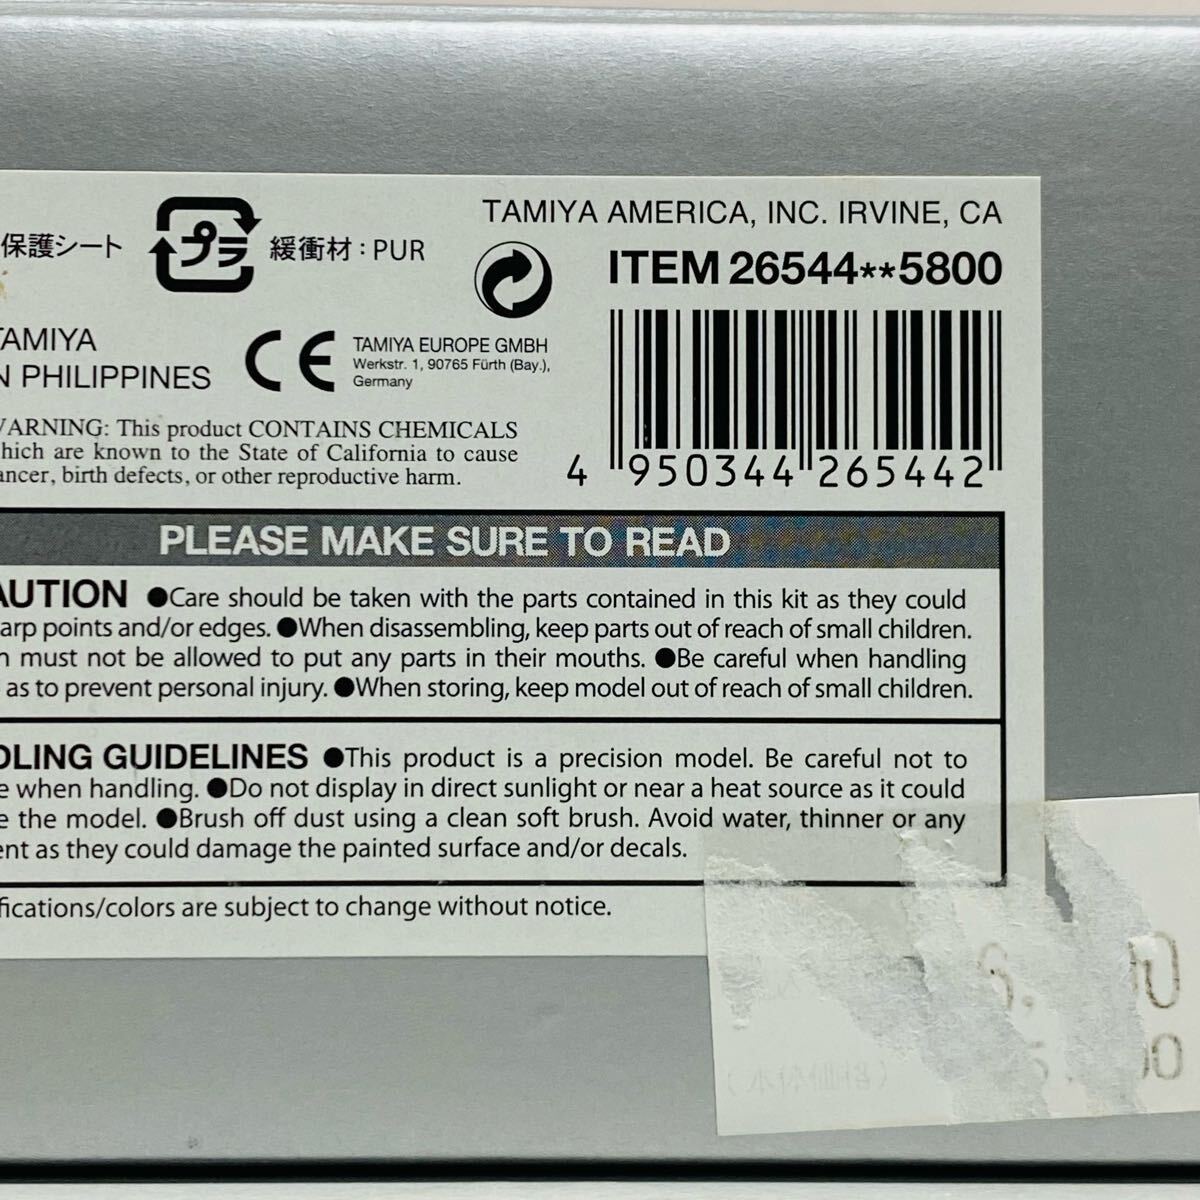 TAMIYA AMERICA, INC. IRVINE, CA
保護シート プラ 緩衝材：PUR
ITEM 26544**5800
TAMIYA
N PHILIPPINES
CE
TAMIYA EUROPE GMBH
Werkstr. 1, 90765 Fürth (Bay.),
Germany
4 950344 265442
WARNING: This product CONTAINS CHEMICALS
which are known to the State of California to cause
ancer, birth defects, or other reproductive harm.
PLEASE MAKE SURE TO READ
AUTION ●Care should be taken with the parts contained in this kit as they could
arp points and/or edges. ●When disassembling, keep parts out of reach of small children.
n must not be allowed to put any parts in their mouths. ●Be careful when handling
as to prevent personal injury. ●When storing, keep model out of reach of small children.
DLING GUIDELINES ●This product is a precision model. Be careful not to
e when handling. ●Do not display in direct sunlight or near a heat source as it could
e the model. ●Brush off dust using a clean soft brush. Avoid water, thinner or any
ent as they could damage the painted surface and/or decals.
fications/colors are subject to change without notice.